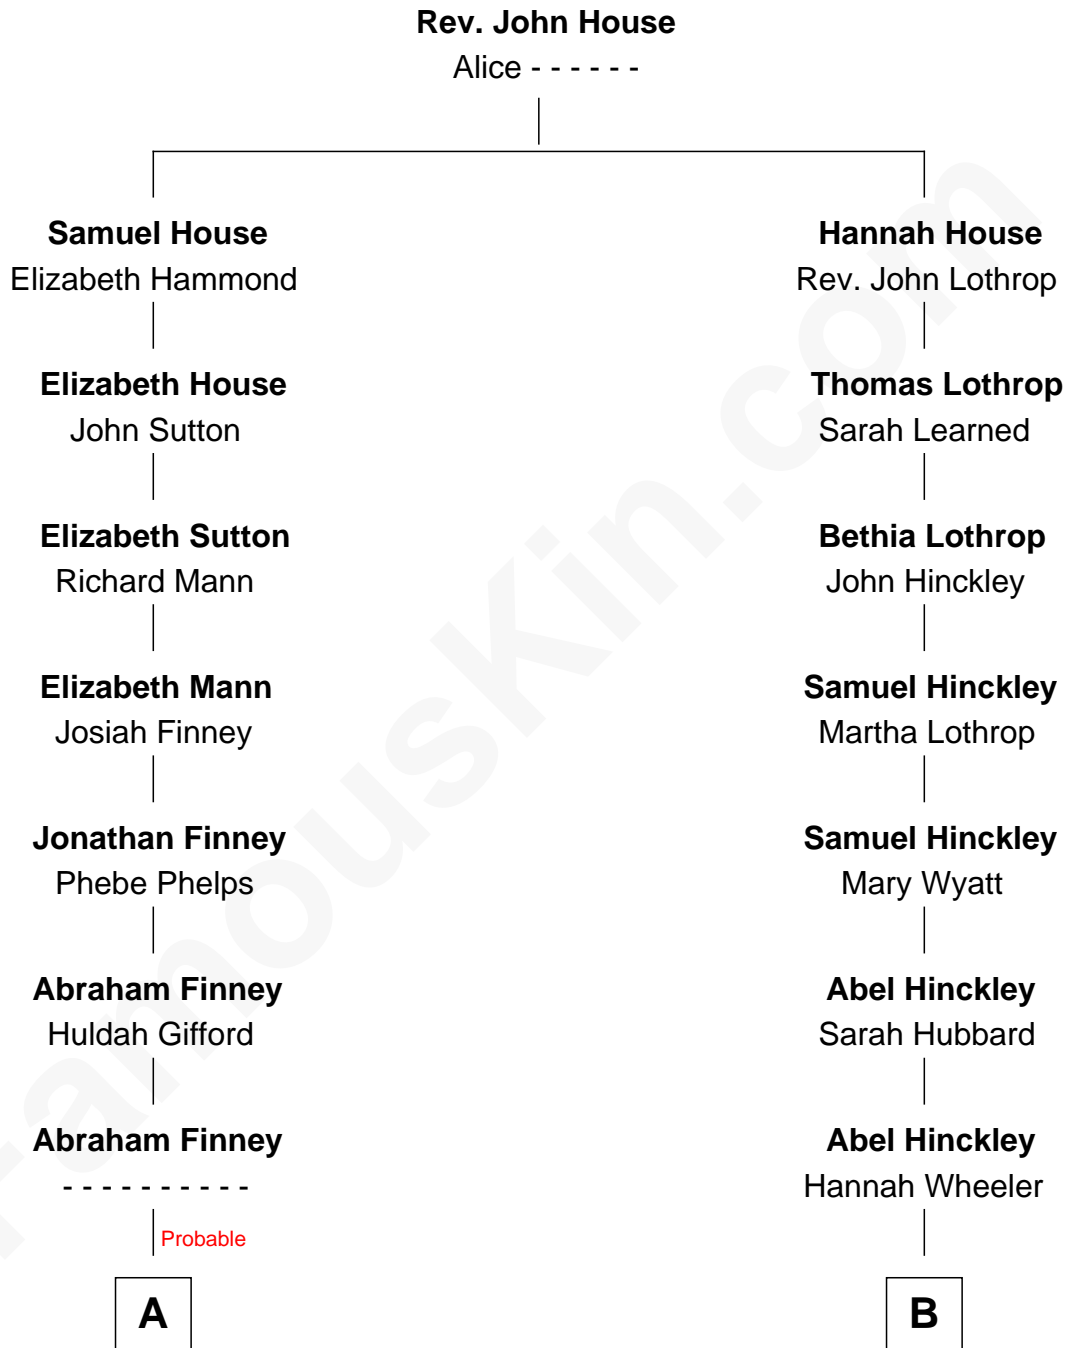 Rev. John House
Alice - - - - - -
Samuel House
Elizabeth Hammond
Hannah House
Rev. John Lothrop
Elizabeth House
John Sutton
Thomas Lothrop
Sarah Learned
Elizabeth Sutton
Richard Mann
Bethia Lothrop
John Hinckley
Elizabeth Mann
Josiah Finney
Samuel Hinckley
Martha Lothrop
Jonathan Finney
Phebe Phelps
Samuel Hinckley
Mary Wyatt
Abraham Finney
Huldah Gifford
Abel Hinckley
Sarah Hubbard
Abraham Finney
- - - - - - - - - -
Abel Hinckley
Hannah Wheeler
Probable
A
B
FamousKin.com